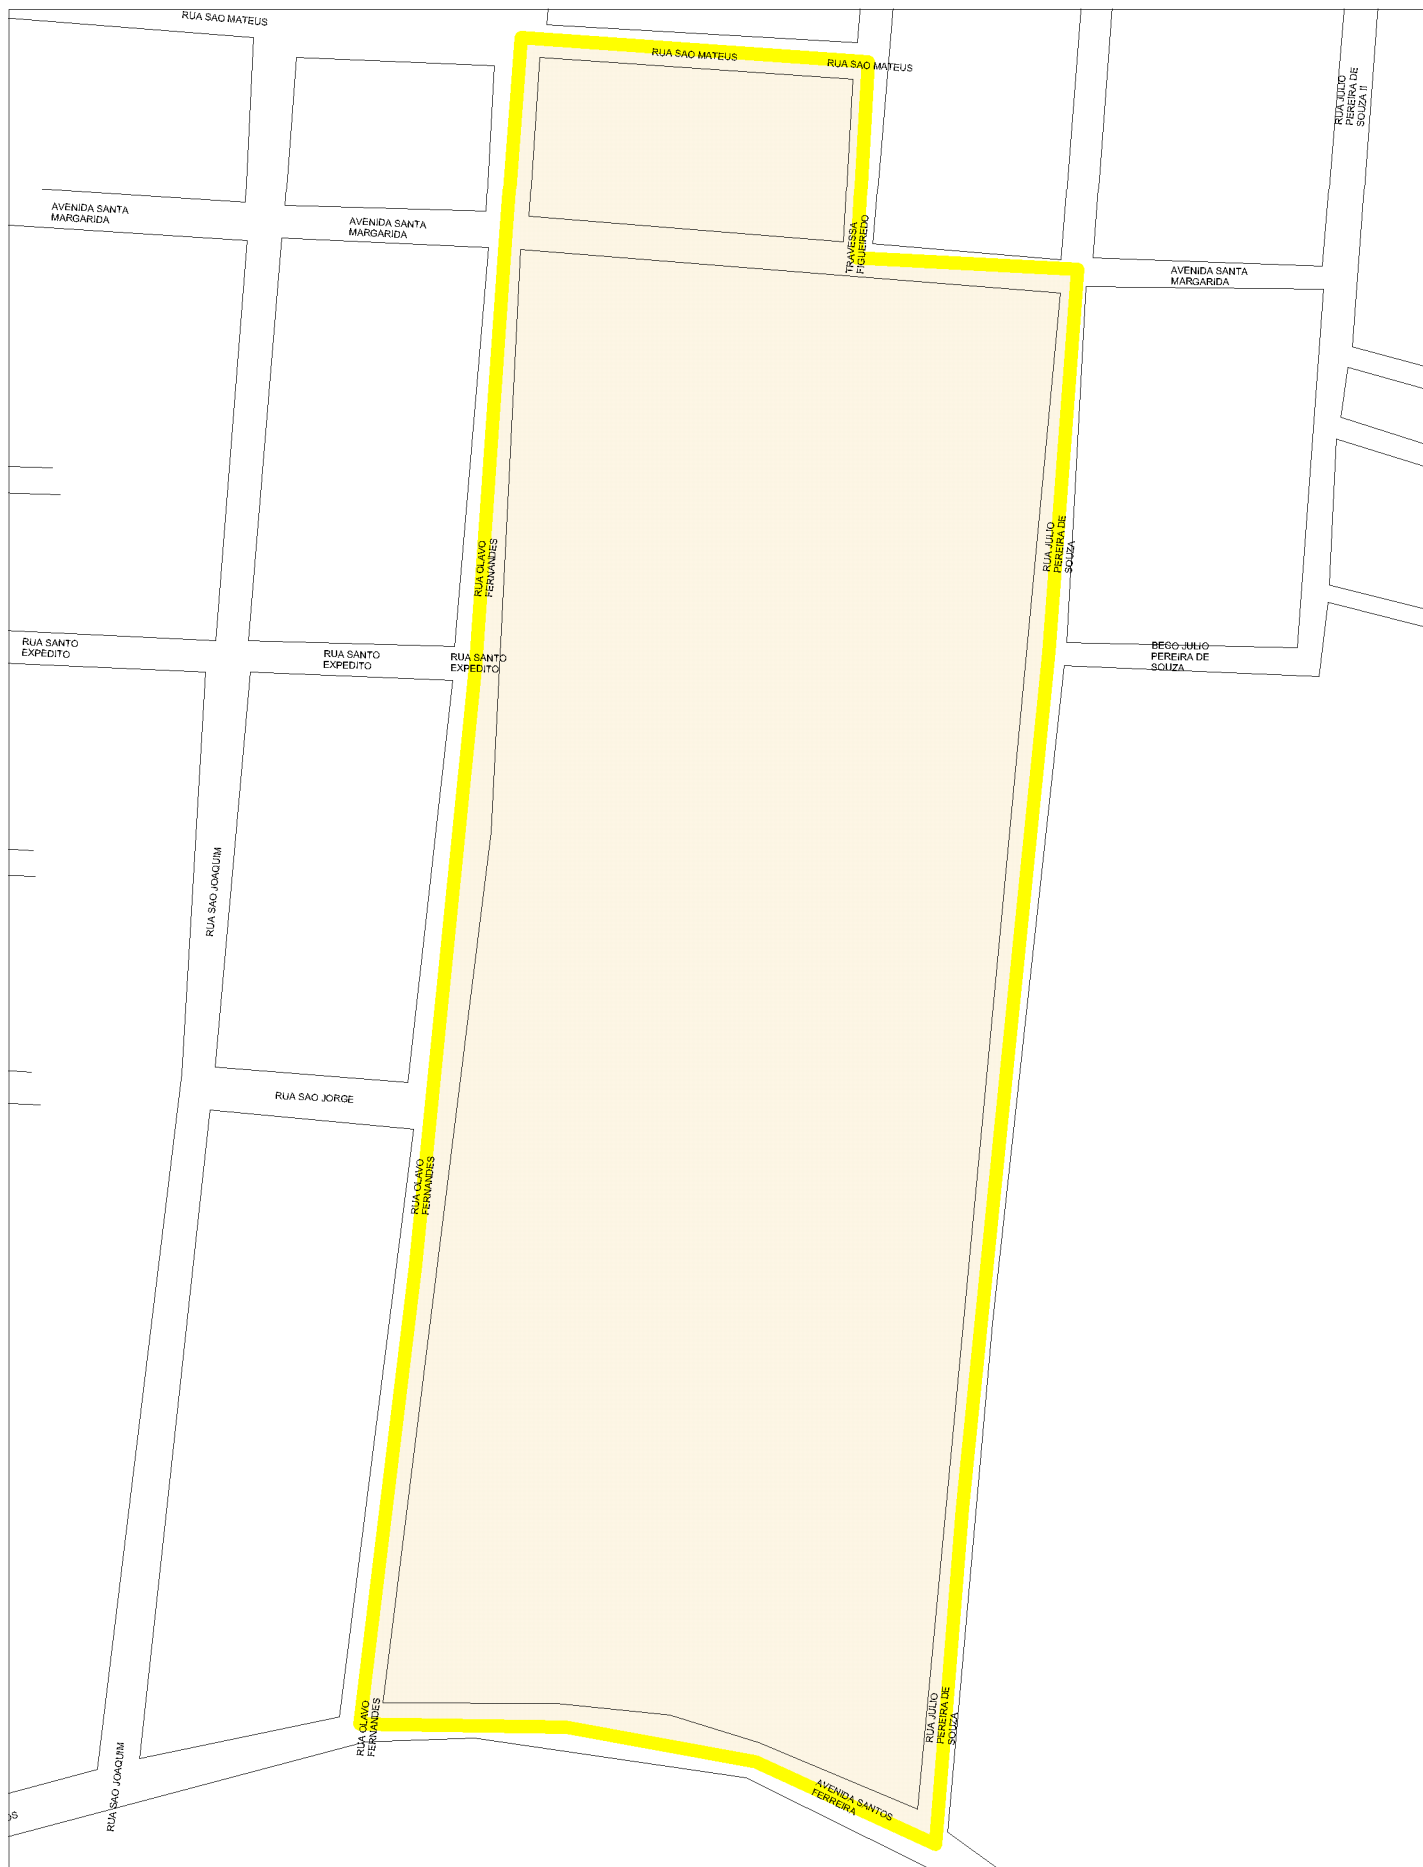 RUA SAO MATEUS
RUA SAO MATEUS
RUA SAO MATEUS
RUA JULIO
PEREIRA DE
SOUZA II
AVENIDA SANTA
MARGARIDA
AVENIDA SANTA
MARGARIDA
TRAVESSA
FIGUEIREDO
AVENIDA SANTA
MARGARIDA
RUA OLAVO
FERNANDES
RUA JULIO
PEREIRA DE
SOUZA
RUA SANTO
EXPEDITO
RUA SANTO
EXPEDITO
RUA SANTO
EXPEDITO
BECO JULIO
PEREIRA DE
SOUZA
RUA SAO JOAQUIM
RUA SAO JORGE
RUA OLAVO
FERNANDES
RUA OLAVO
FERNANDES
RUA JULIO
PEREIRA DE
SOUZA
RUA SAO JOAQUIM
AVENIDA SANTOS
FERREIRA